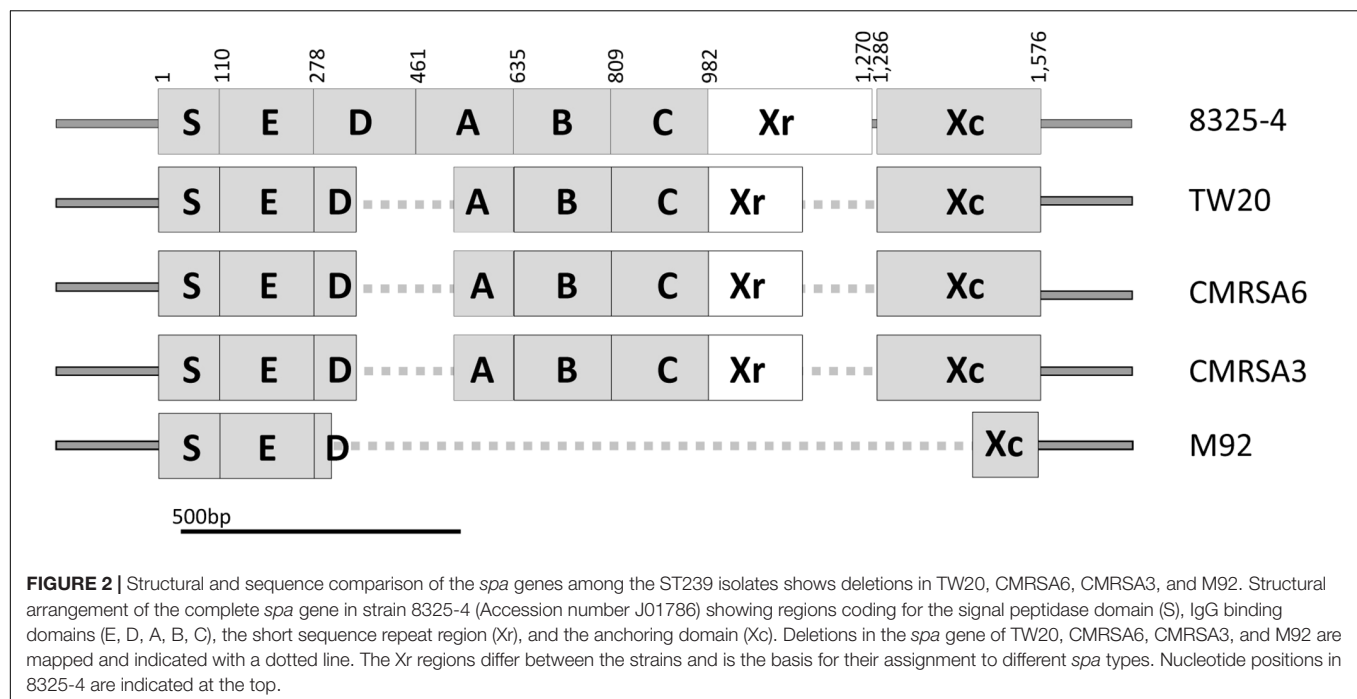 1 110 278 461 635 809 982 1,270 1,286 1,576
S E D A B C Xr Xc 8325-4
S E D A B C Xr Xc TW20
S E D A B C Xr Xc CMRSA6
S E D A B C Xr Xc CMRSA3
S E D Xc M92
500bp
FIGURE 2 | Structural and sequence comparison of the spa genes among the ST239 isolates shows deletions in TW20, CMRSA6, CMRSA3, and M92. Structural
arrangement of the complete spa gene in strain 8325-4 (Accession number J01786) showing regions coding for the signal peptidase domain (S), IgG binding
domains (E, D, A, B, C), the short sequence repeat region (Xr), and the anchoring domain (Xc). Deletions in the spa gene of TW20, CMRSA6, CMRSA3, and M92 are
mapped and indicated with a dotted line. The Xr regions differ between the strains and is the basis for their assignment to different spa types. Nucleotide positions in
8325-4 are indicated at the top.